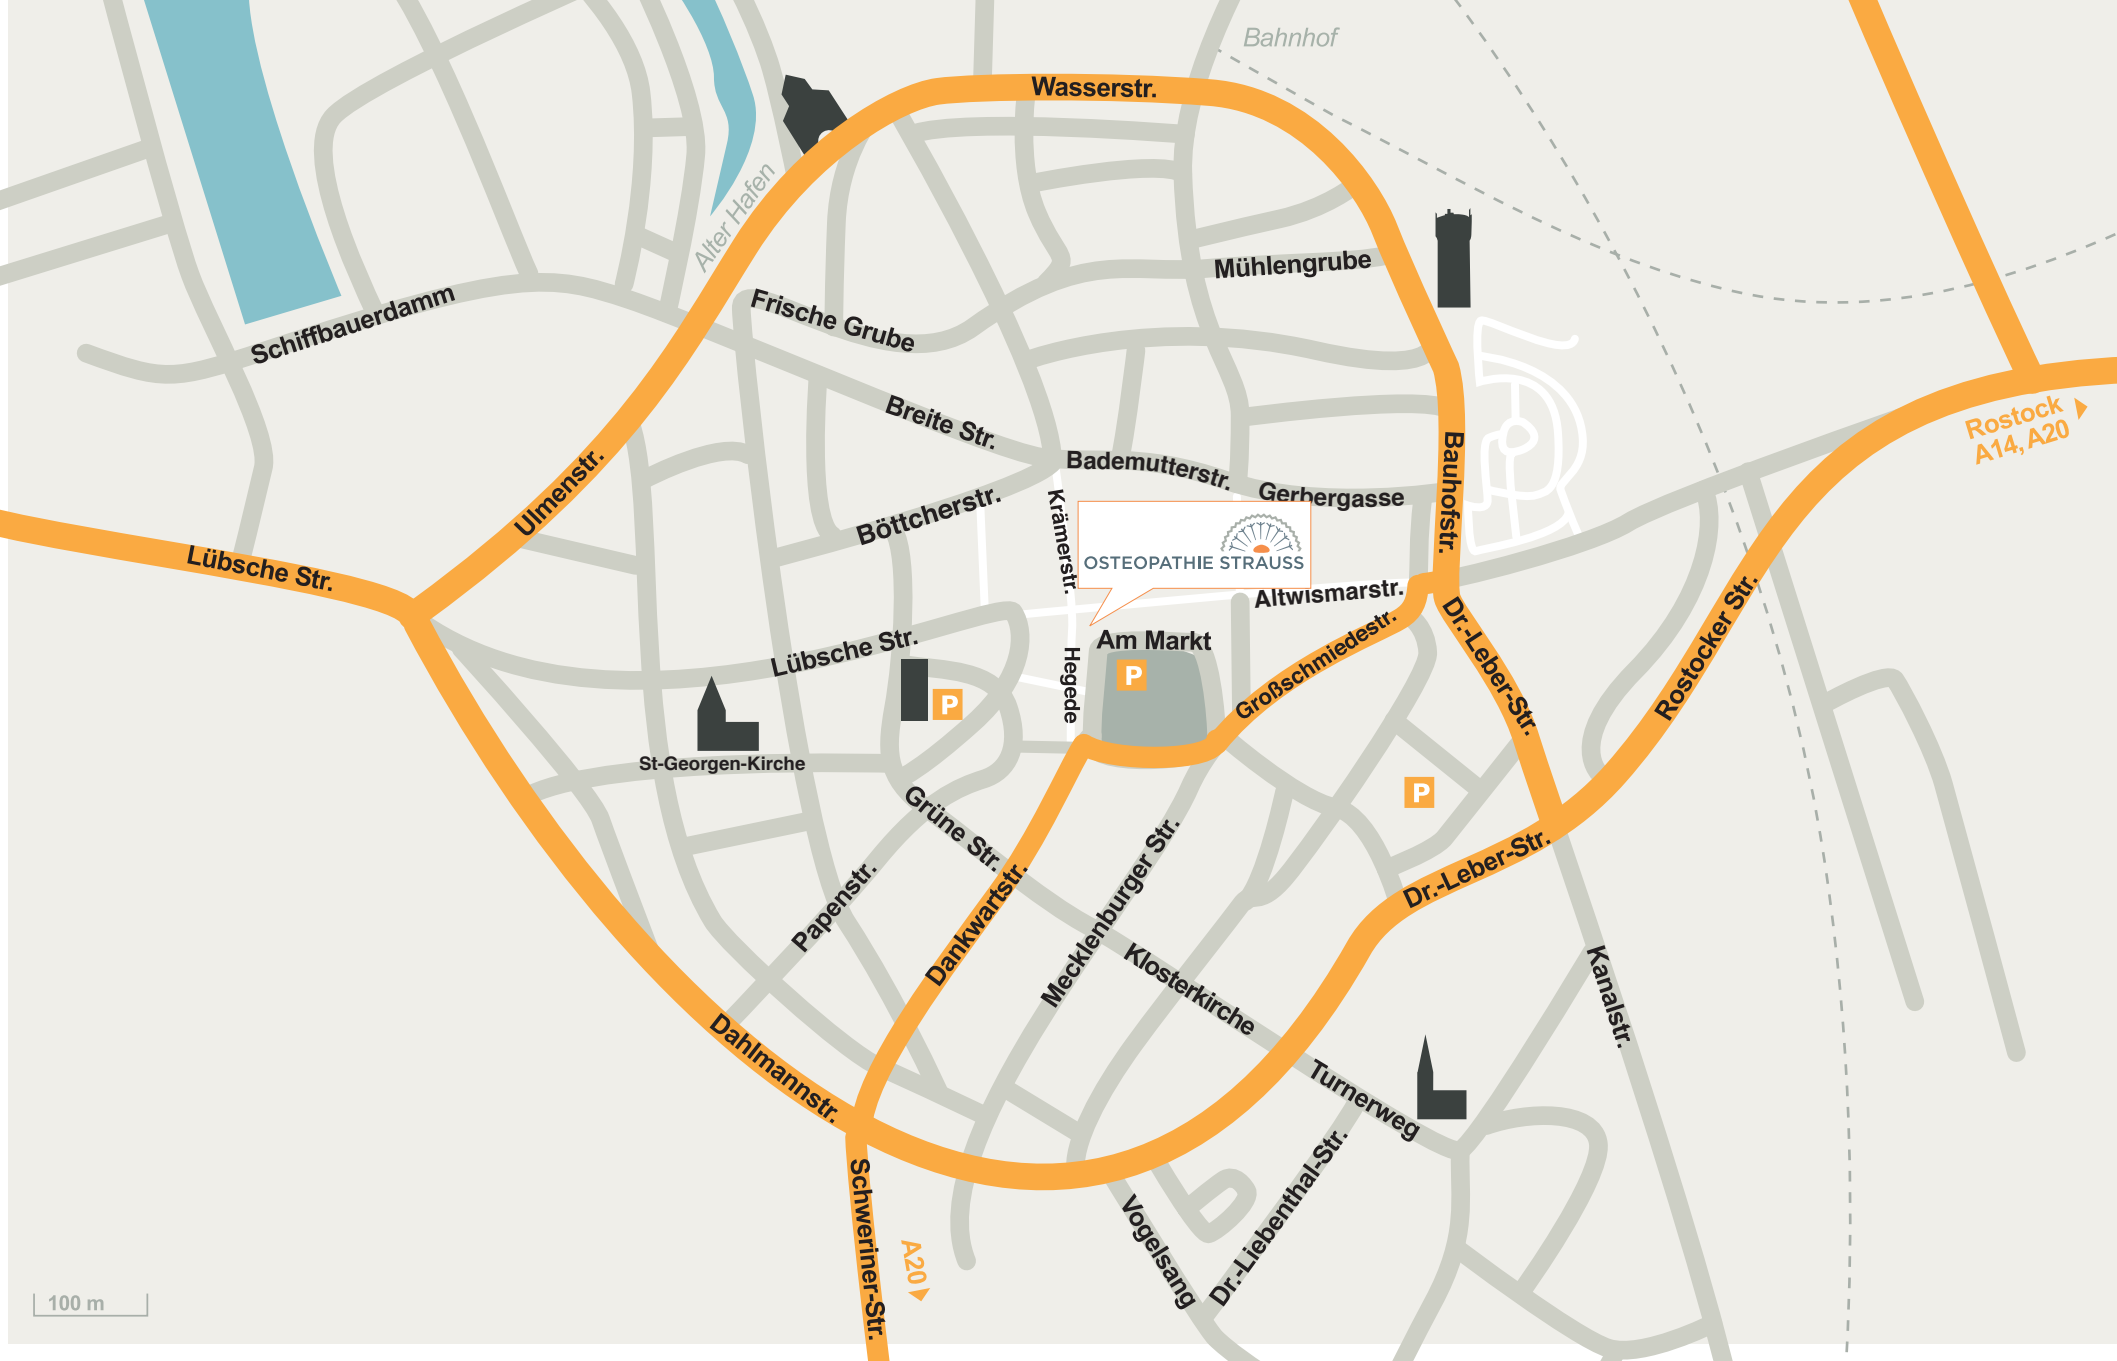 Bahnhof
Wasserstr.
Alter Hafen
Mühlengrube
Schiffbauerdamm
Frische Grube
Breite Str.
Rostock
A14, A20
Bademutterstr.
Gerbergasse
Bauhofstr.
Ulmenstr.
Böttcherstr.
Krämerstr.
OSTEOPATHIE STRAUSS
Lübsche Str.
Altwismarstr.
Am Markt
P
Lübsche Str.
Hegede
Großschmiedestr.
Dr.-Leber-Str.
Rostocker Str.
P
St-Georgen-Kirche
P
Grüne Str.
Papenstr.
Dankwartstr.
Mecklenburger Str.
Dr.-Leber-Str.
Klosterkirche
Kanalstr.
Dahlmannstr.
Turnerweg
Schweriner-Str.
A20
Vogelsang
Dr.-Liebenthal-Str.
100 m